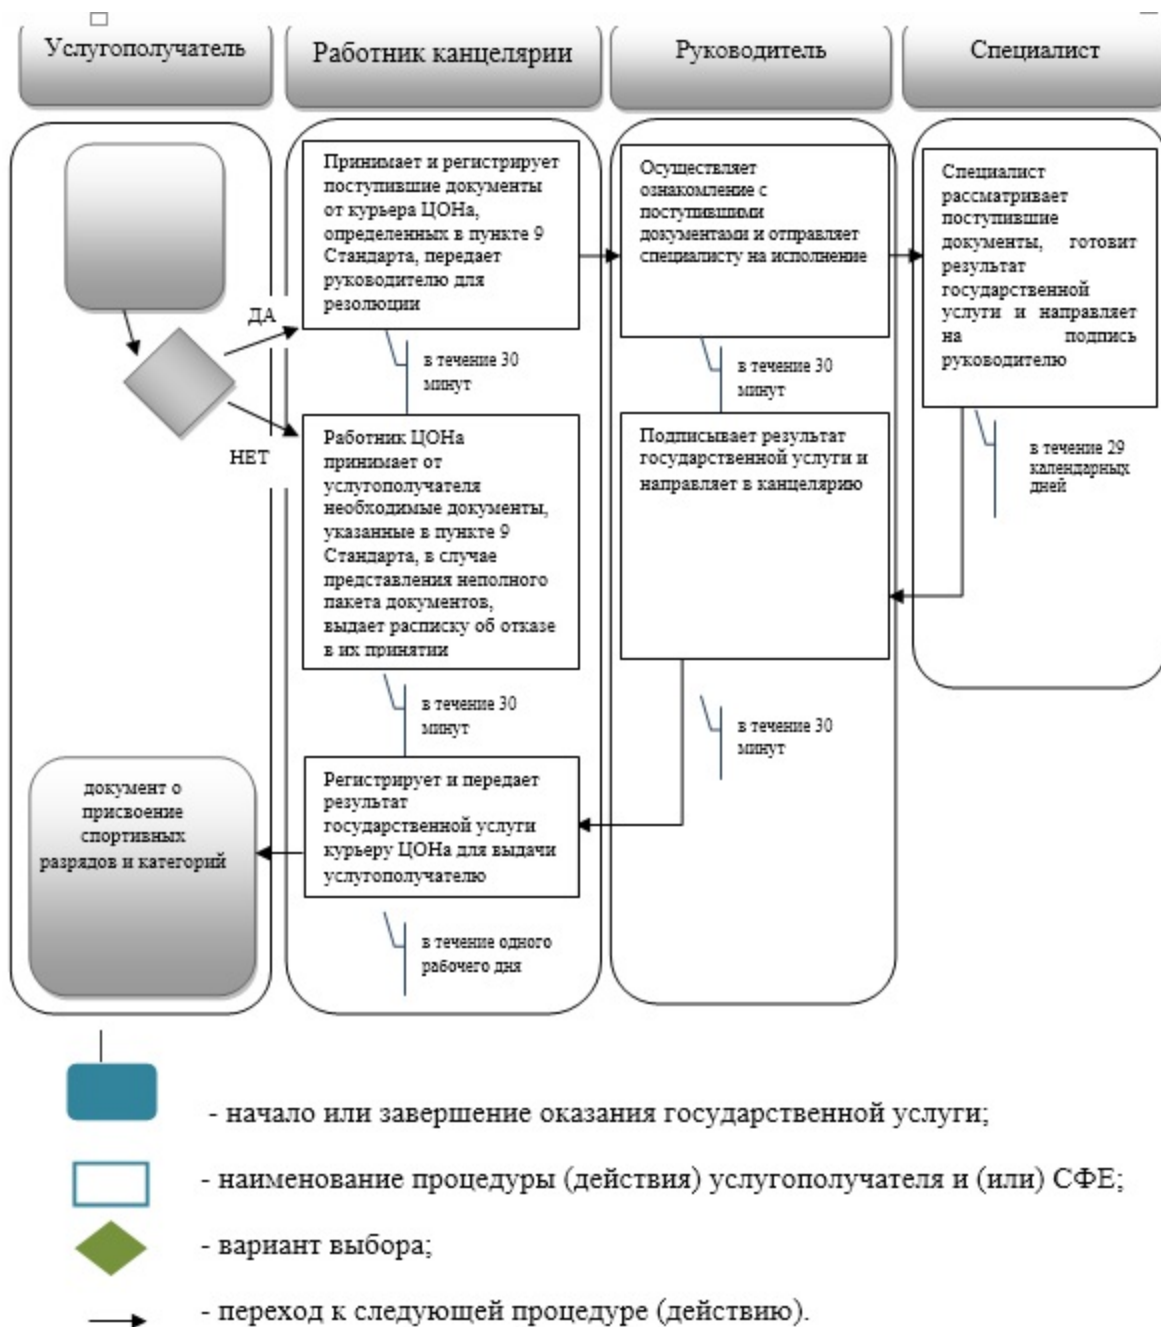 Услугополучатель
Работник канцелярии
Руководитель
Специалист
Принимает и регистрирует
поступившие документы
от курьера ЦОНа,
определенных в пункте 9
Стандарта, передает
руководителю для
резолюции
Осуществляет
ознакомление с
поступившими
документами и отправляет
специалисту на исполнение
Специалист
рассматривает
поступившие
документы, готовит
результат
государственной
услуги и направляет
на подпись
руководителю
ДА
НЕТ
в течение 30
минут
в течение 30
минут
в течение 29
календарных
дней
Работник ЦОНа
принимает от
услугополучателя
необходимые документы,
указанные в пункте 9
Стандарта, в случае
представления неполного
пакета документов,
выдает расписку об отказе
в их принятии
Подписывает результат
государственной услуги и
направляет в канцелярию
в течение 30
минут
в течение 30
минут
документ о
присвоение
спортивных
разрядов и категорий
Регистрирует и передает
результат
государственной услуги
курьеру ЦОНа для выдачи
услугополучателю
в течение одного
рабочего дня
- начало или завершение оказания государственной услуги;
- наименование процедуры (действия) услугополучателя и (или) СФЕ;
- вариант выбора;
- переход к следующей процедуре (действию).